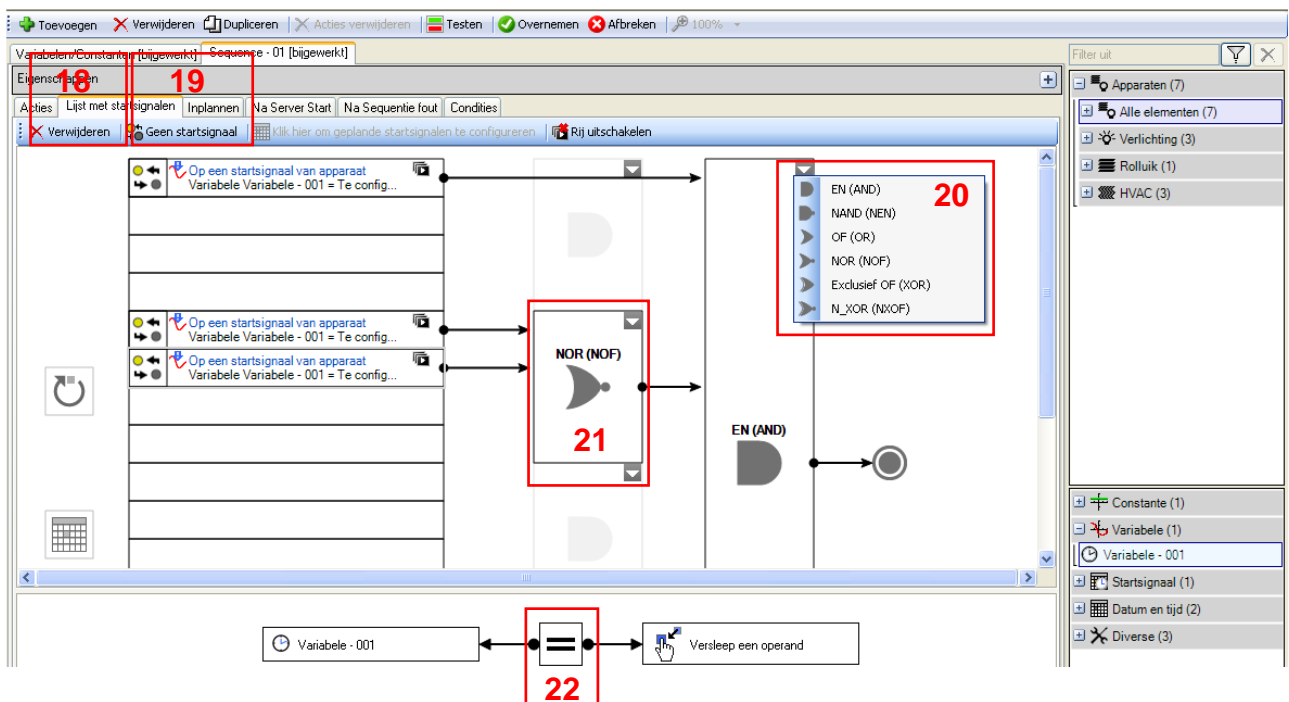 Toevoegen Verwijderen Dupliceren Acties verwijderen Testen Overnemen Afbreken 100%
Variabelen/Constanten [bijgewerkt] Sequence - 01 [bijgewerkt]
Eigenschappen
18 19
Acties Lijst met startsignalen Inplannen Na Server Start Na Sequentie fout Condities
Verwijderen Geen startsignaal Klik hier om geplande startsignalen te configureren Rij uitschakelen
Op een startsignaal van apparaat
Variabele Variabele - 001 = Te config...
Op een startsignaal van apparaat
Variabele Variabele - 001 = Te config...
Op een startsignaal van apparaat
Variabele Variabele - 001 = Te config...
NOR (NOF)
21
EN (AND)
EN (AND)
NAND (NEN)
OF (OR)
NOR (NOF)
Exclusief OF (XOR)
N_XOR (NXOF)
20
Variabele - 001
Versleep een operand
22
Filter uit
Apparaten (7)
Alle elementen (7)
Verlichting (3)
Rolluik (1)
HVAC (3)
Constante (1)
Variabele (1)
Variabele - 001
Startsignaal (1)
Datum en tijd (2)
Diverse (3)